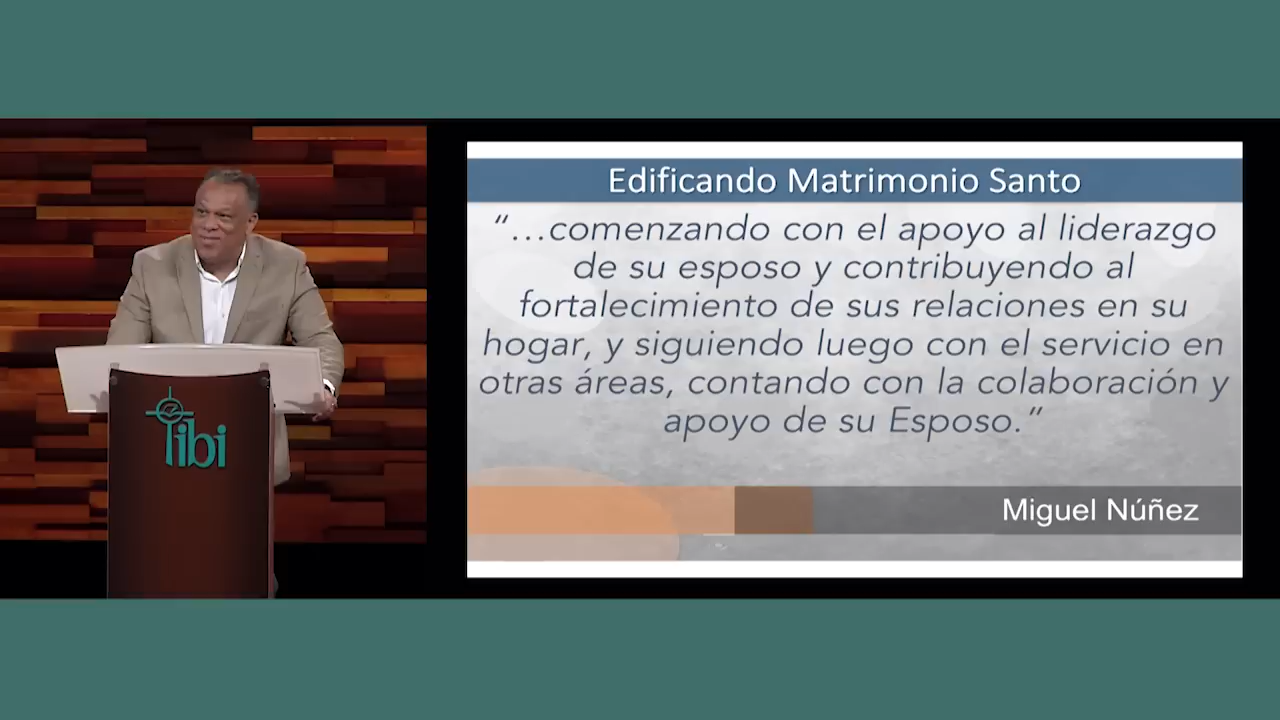 Edificando Matrimonio Santo
“...comenzando con el apoyo al liderazgo
de su esposo y contribuyendo al
fortalecimiento de sus relaciones en su
hogar, y siguiendo luego con el servicio en
otras áreas, contando con la colaboración y
apoyo de su Esposo.”
Miguel Núñez
ibi